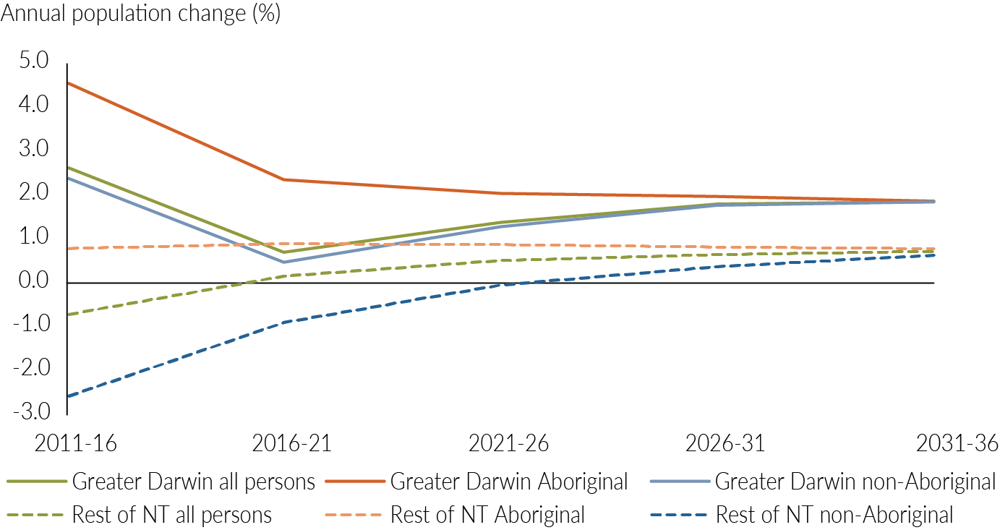 Annual population change (%)
5.0
4.0
3.0
2.0
1.0
0.0
-1.0
-2.0
-3.0
2011-16 2016-21 2021-26 2026-31 2031-36
Greater Darwin all persons Greater Darwin Aboriginal Greater Darwin non-Aboriginal
Rest of NT all persons Rest of NT Aboriginal Rest of NT non-Aboriginal